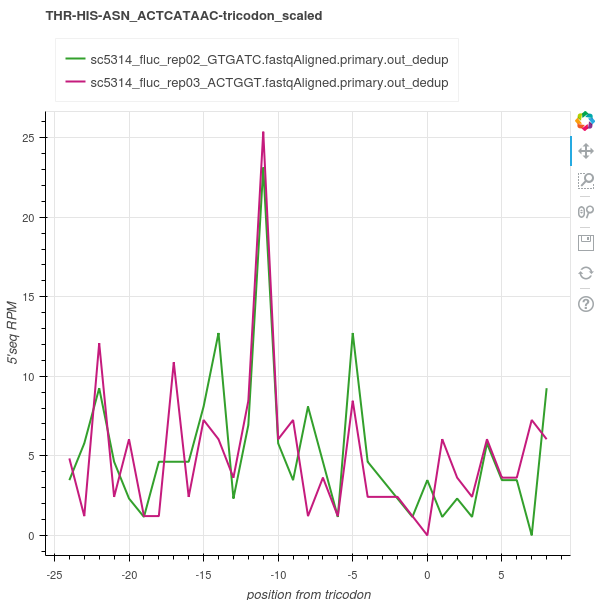 THR-HIS-ASN_ACTCATAAC-tricodon_scaled
sc5314_fluc_rep02_GTGATC.fastqAligned.primary.out_dedup
sc5314_fluc_rep03_ACTGGT.fastqAligned.primary.out_dedup
25
20
15
10
5
0
5'seq RPM
-25 -20 -15 -10 -5 0 5
position from tricodon